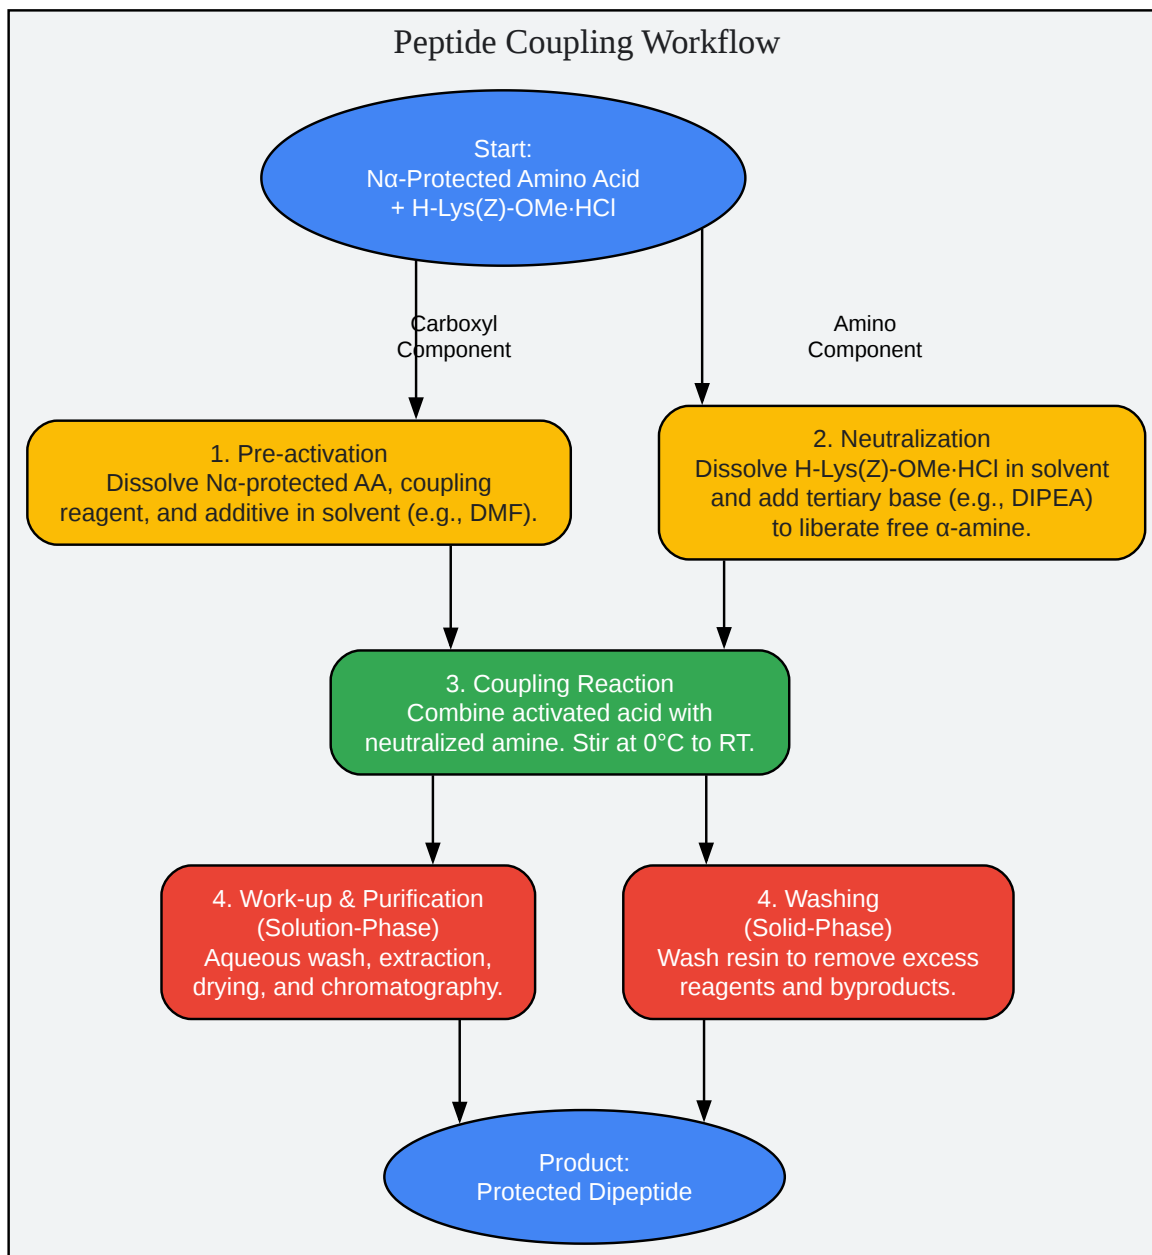 Peptide Coupling Workflow
Start:
Nα-Protected Amino Acid
+ H-Lys(Z)-OMe·HCl
Carboxyl
Component
Amino
Component
1. Pre-activation
Dissolve Nα-protected AA, coupling
reagent, and additive in solvent (e.g., DMF).
2. Neutralization
Dissolve H-Lys(Z)-OMe·HCl in solvent
and add tertiary base (e.g., DIPEA)
to liberate free α-amine.
3. Coupling Reaction
Combine activated acid with
neutralized amine. Stir at 0°C to RT.
4. Work-up & Purification
(Solution-Phase)
Aqueous wash, extraction,
drying, and chromatography.
4. Washing
(Solid-Phase)
Wash resin to remove excess
reagents and byproducts.
Product:
Protected Dipeptide